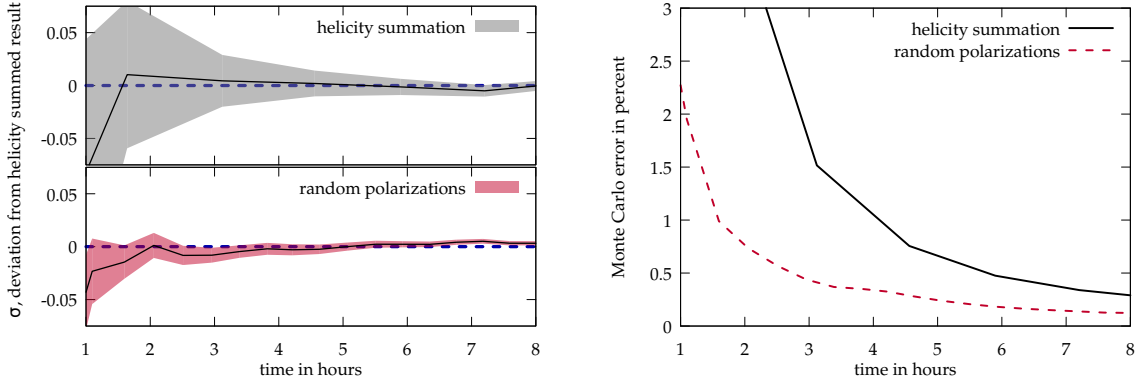 σ, deviation from helicity summed result
0.05
0
-0.05
helicity summation
0.05
0
-0.05
random polarizations
1 2 3 4 5 6 7 8
time in hours
Monte Carlo error in percent
3
2.5
2
1.5
1
0.5
0
helicity summation
random polarizations
1 2 3 4 5 6 7 8
time in hours